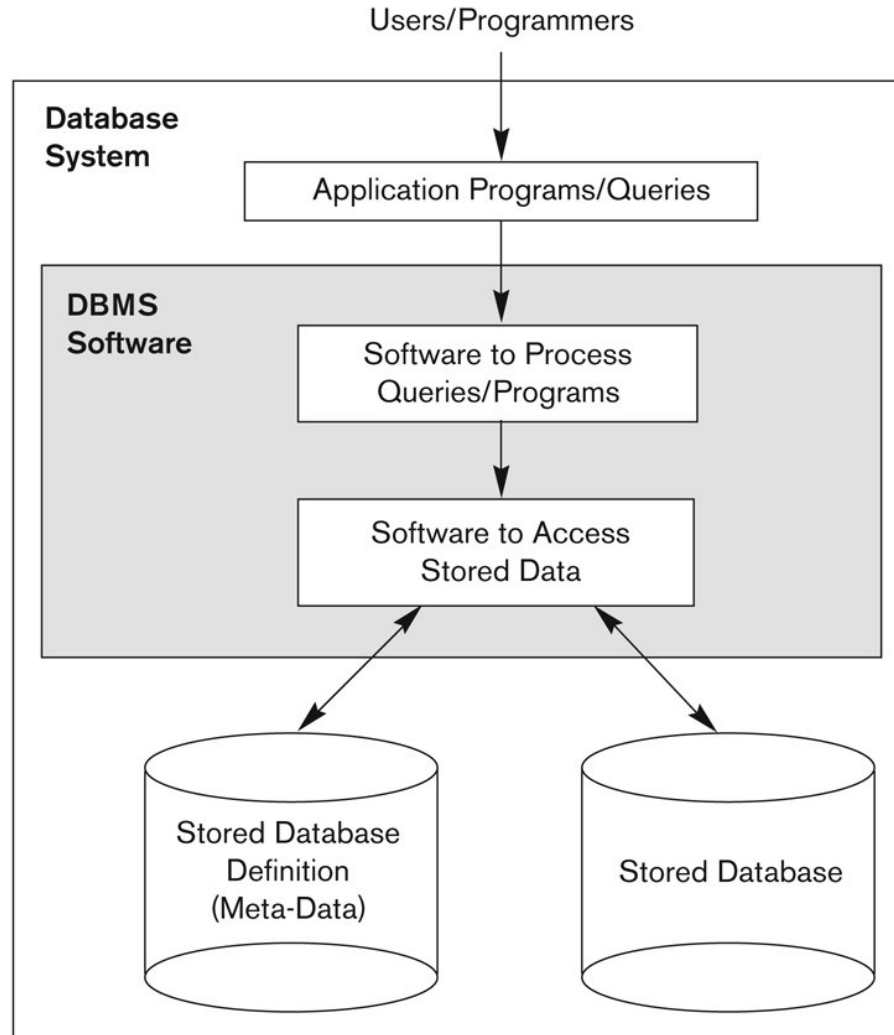 Users/Programmers
Database
System
Application Programs/Queries
DBMS
Software
Software to Process
Queries/Programs
Software to Access
Stored Data
Stored Database
Definition
(Meta-Data)
Stored Database